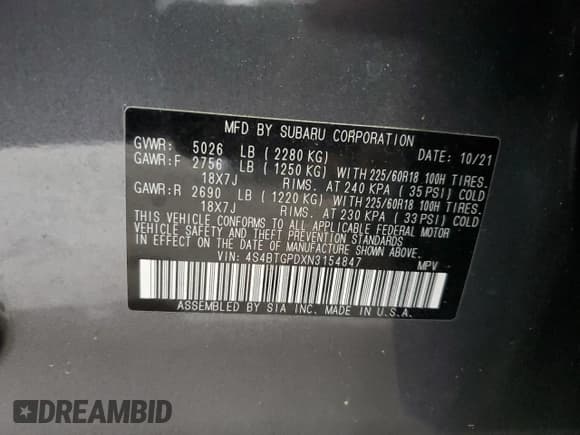 MFD BY SUBARU CORPORATION
GVWR: 5026 LB ( 2280 KG) DATE: 10/21
GAWR:F 2756 LB ( 1250 KG) WITH 225/60R18 100H TIRES.
18X7J RIMS. AT 240 KPA ( 35 PSI) COLD
GAWR:R 2690 LB ( 1220 KG) WITH 225/60R18 100H TIRES.
18X7J RIMS. AT 230 KPA ( 33 PSI) COLD
THIS VEHICLE CONFORMS TO ALL APPLICABLE FEDERAL MOTOR
VEHICLE SAFETY AND THEFT PREVENTION STANDARDS
IN EFFECT ON THE DATE OF MANUFACTURE SHOWN ABOVE.
VIN: 4S4BTGPDXN3154847 MPV
ASSEMBLED BY SIA INC. MADE IN U.S.A.
DREAMBID